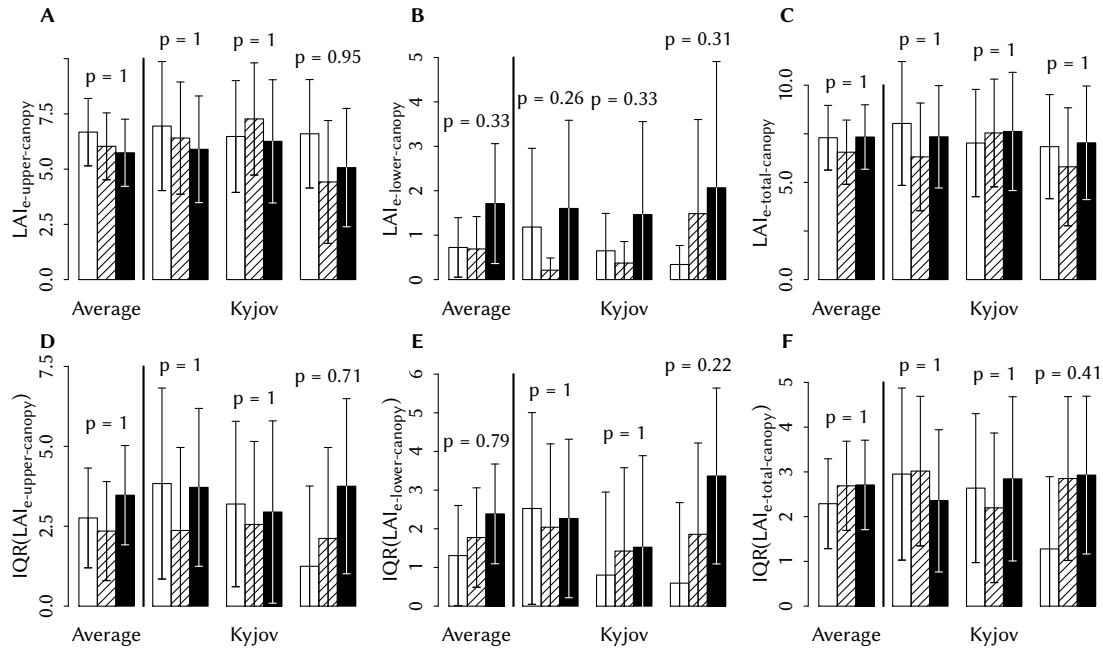 A
p = 1
p = 1
p = 1
p = 0.95
LAIe-upper-canopy
0.0
2.5
5.0
7.5
Average
Kyjov
B
p = 0.33
p = 0.26
p = 0.33
p = 0.31
LAIe-lower-canopy
0
1
2
3
4
5
Average
Kyjov
C
p = 1
p = 1
p = 1
p = 1
LAIe-total-canopy
0.0
5.0
10.0
Average
Kyjov
D
p = 1
p = 1
p = 1
p = 0.71
IQR(LAIe-upper-canopy)
0.0
2.5
5.0
7.5
Average
Kyjov
E
p = 0.79
p = 1
p = 1
p = 0.22
IQR(LAIe-lower-canopy)
0
1
2
3
4
5
6
Average
Kyjov
F
p = 1
p = 1
p = 1
p = 0.41
IQR(LAIe-total-canopy)
0
1
2
3
4
5
Average
Kyjov